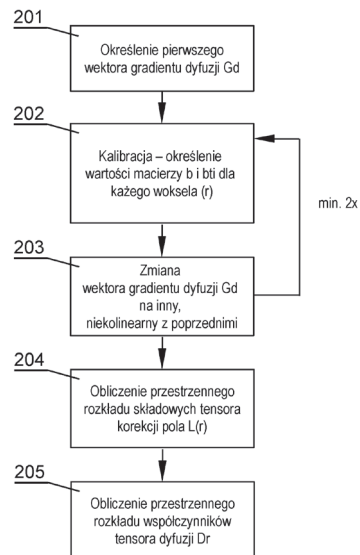 201
Określenie pierwszego
wektora gradientu dyfuzji Gd
202
Kalibracja – określenie
wartości macierzy b i bti dla
każego woksela (r)
min. 2x
203
Zmiana
wektora gradientu dyfuzji Gd
na inny,
niekolinearny z poprzednimi
204
Obliczenie przestrzennego
rozkładu składowych tensora
korekcji pola L(r)
205
Obliczenie przestrzennego
rozkładu współczynników
tensora dyfuzji Dr